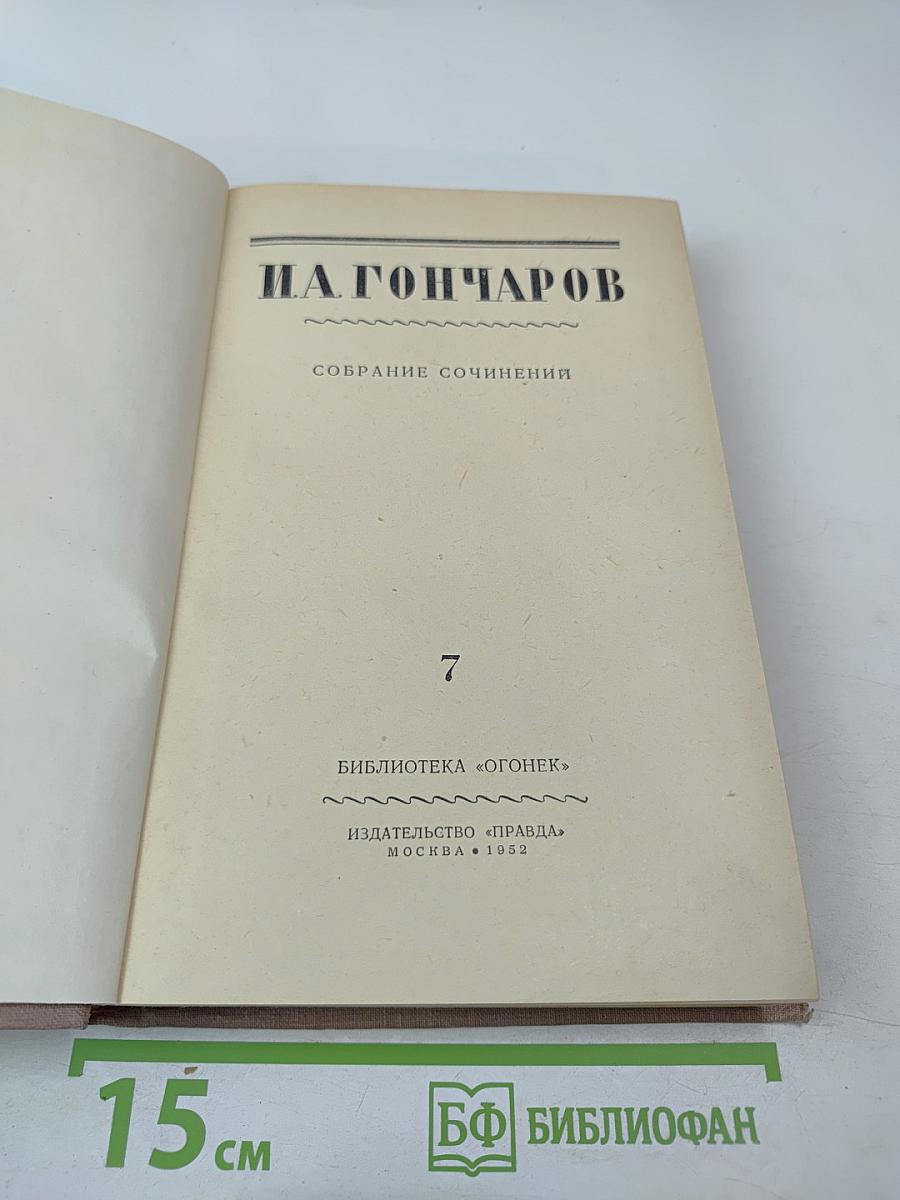 И.А.ГОНЧАРОВ
СОБРАНИЕ СОЧИНЕНИЙ
7
БИБЛИОТЕКА «ОГОНЕК»
ИЗДАТЕЛЬСТВО «ПРАВДА»
МОСКВА • 1952
15 см
БФ БИБЛИОФАН